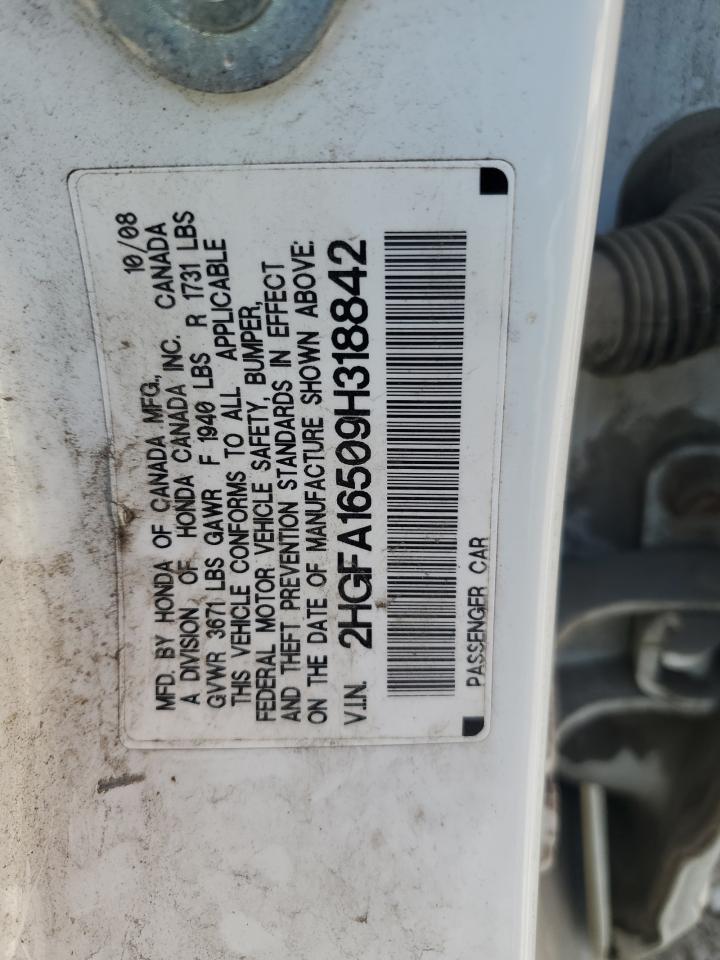 MFD. BY HONDA OF CANADA MFG., 10/08
A DIVISION OF HONDA CANADA INC. CANADA
GVWR 3671 LBS GAWR F 1940 LBS R 1731 LBS
THIS VEHICLE CONFORMS TO ALL APPLICABLE
FEDERAL MOTOR VEHICLE SAFETY, BUMPER,
AND THEFT PREVENTION STANDARDS IN EFFECT
ON THE DATE OF MANUFACTURE SHOWN ABOVE:
V.I.N. 2HGFA16509H318842
PASSENGER CAR